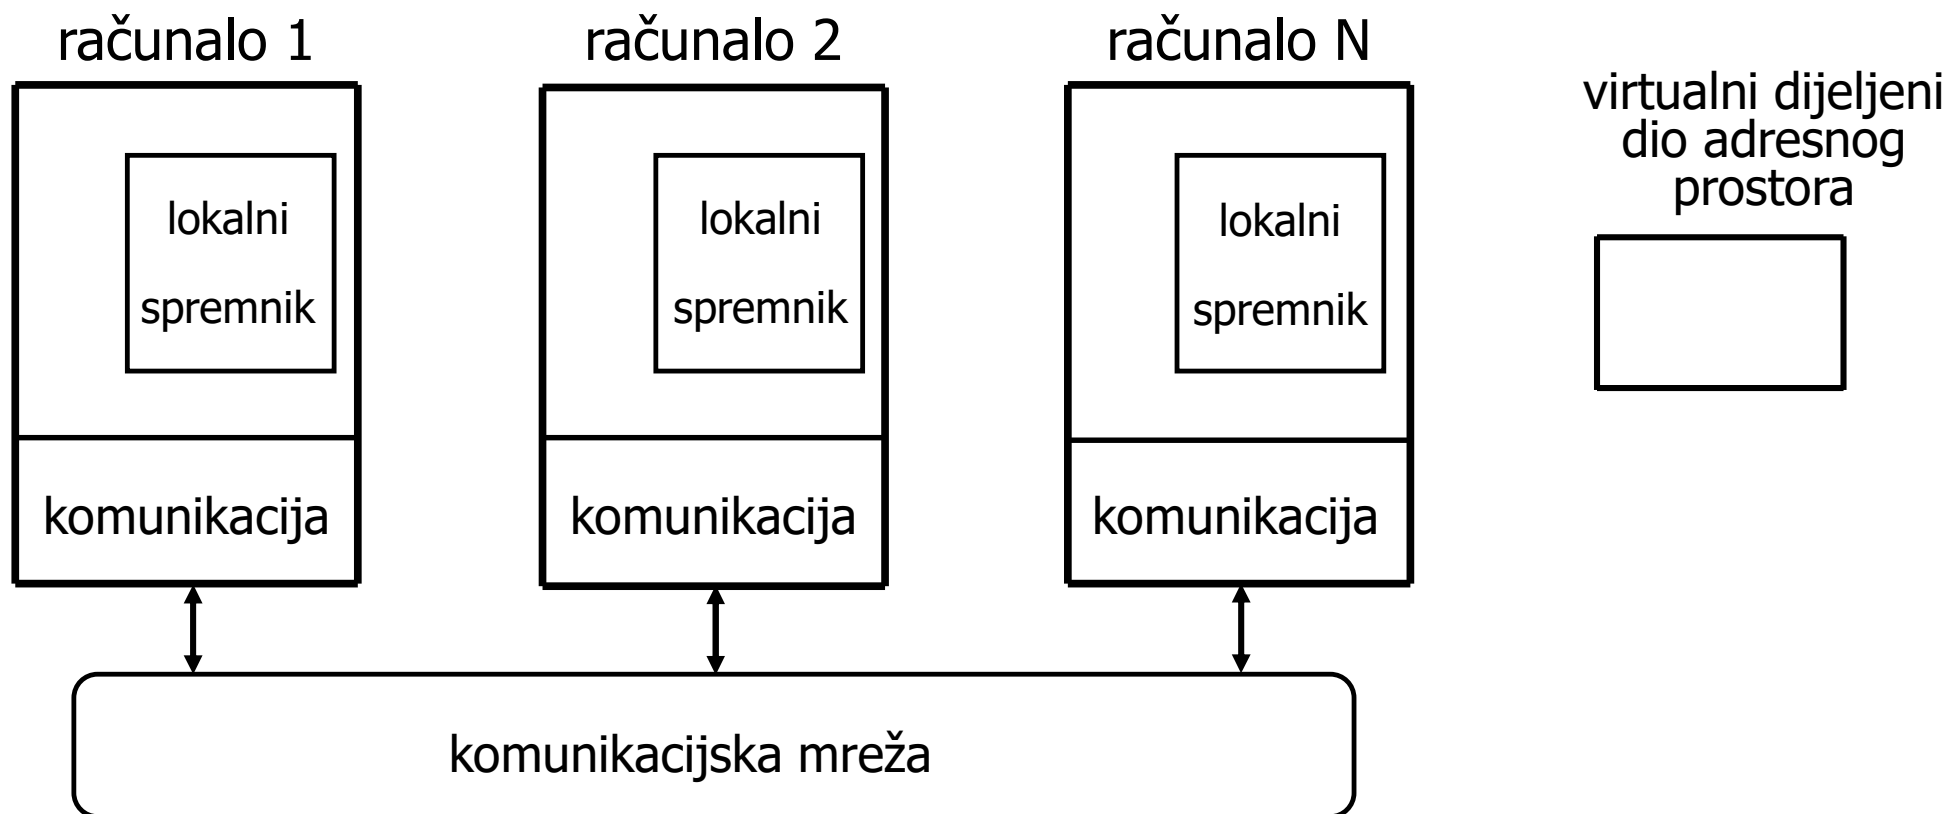 računalo 1
lokalni
spremnik
komunikacija
računalo 2
lokalni
spremnik
komunikacija
računalo N
lokalni
spremnik
komunikacija
virtualni dijeljeni
dio adresnog
prostora
komunikacijska mreža